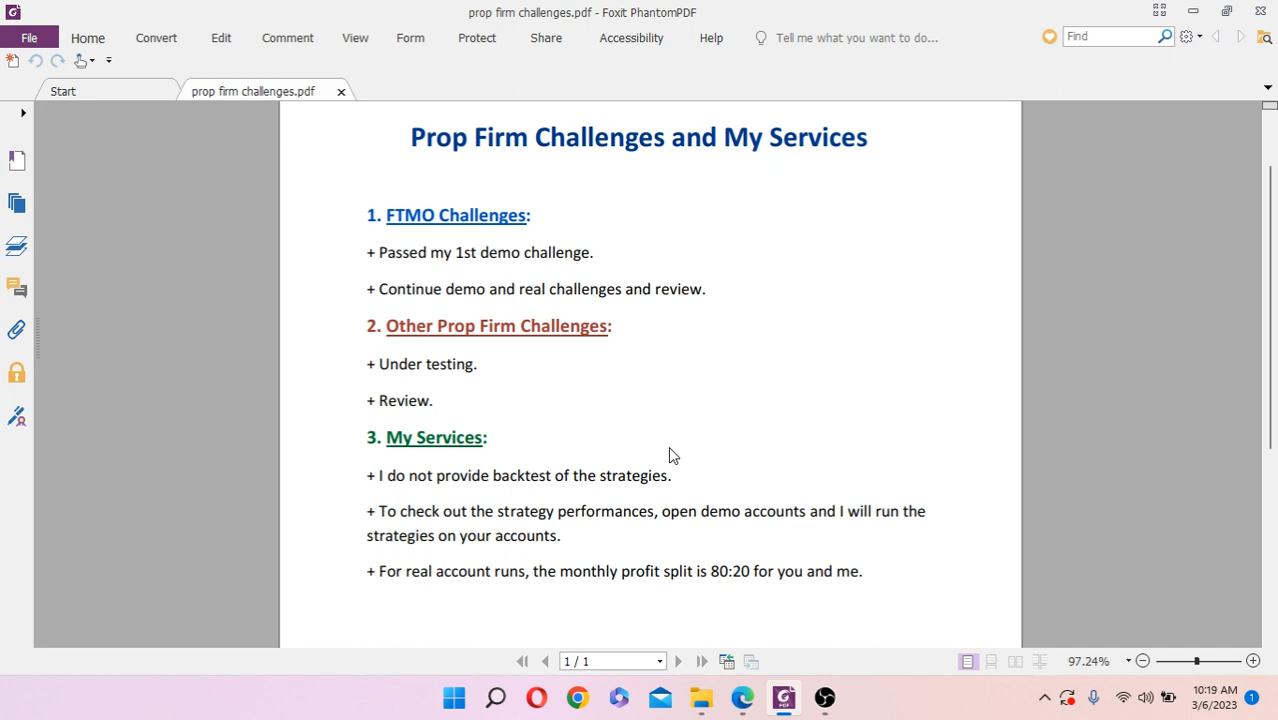 prop firm challenges.pdf - Foxit PhantomPDF
File Home Convert Edit Comment View Form Protect Share Accessibility Help Tell me what you want to do... Find
Start prop firm challenges.pdf
Prop Firm Challenges and My Services
1. FTMO Challenges:
+ Passed my 1st demo challenge.
+ Continue demo and real challenges and review.
2. Other Prop Firm Challenges:
+ Under testing.
+ Review.
3. My Services:
+ I do not provide backtest of the strategies.
+ To check out the strategy performances, open demo accounts and I will run the
strategies on your accounts.
+ For real account runs, the monthly profit split is 80:20 for you and me.
1 / 1 97.24%
10:19 AM
3/6/2023 1